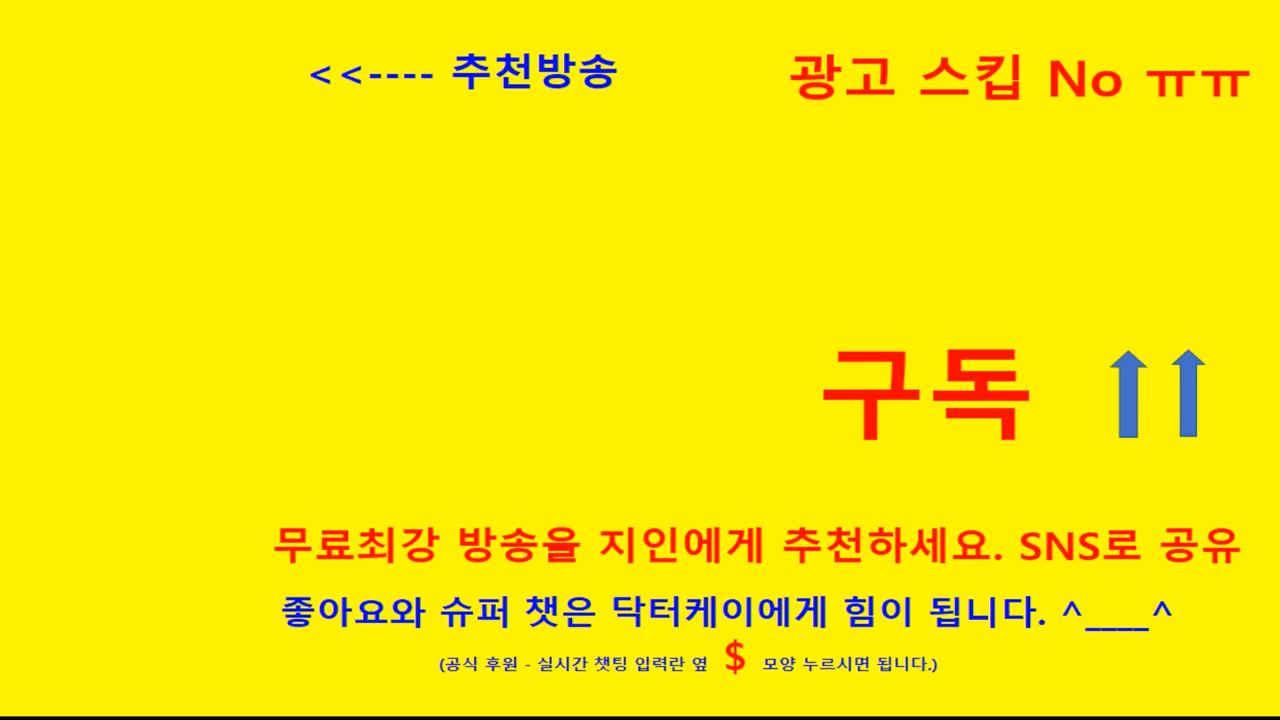 <<---- 추천방송
광고 스킵 No ㅠㅠ
구독
무료최강 방송을 지인에게 추천하세요. SNS로 공유
좋아요와 슈퍼 챗은 닥터케이에게 힘이 됩니다. ^____^
(공식 후원 - 실시간 챗팅 입력란 옆 $ 모양 누르시면 됩니다.)